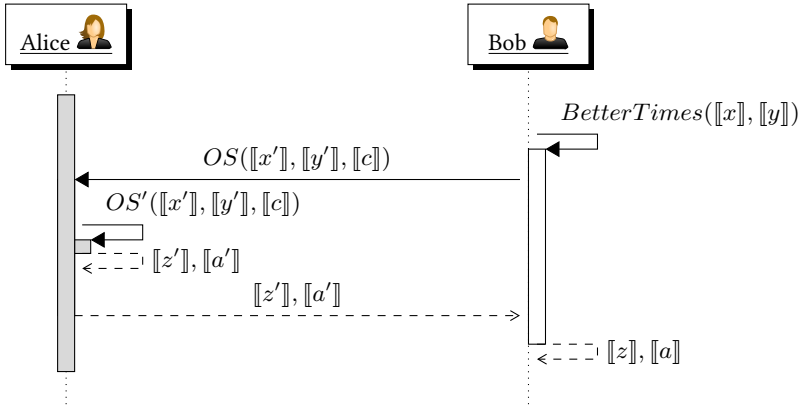 Alice
Bob
BetterTimes(⟦x⟧, ⟦y⟧)
OS(⟦x′⟧, ⟦y′⟧, ⟦c⟧)
OS′(⟦x′⟧, ⟦y′⟧, ⟦c⟧)
⟦z′⟧, ⟦a′⟧
⟦z′⟧, ⟦a′⟧
⟦z⟧, ⟦a⟧